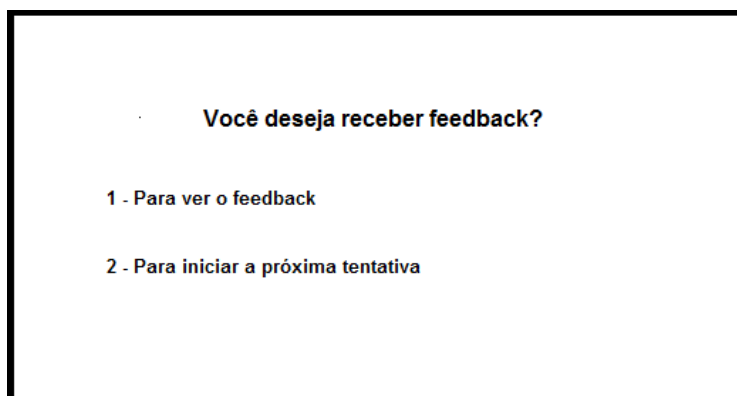 Você deseja receber feedback?
1 - Para ver o feedback
2 - Para iniciar a próxima tentativa